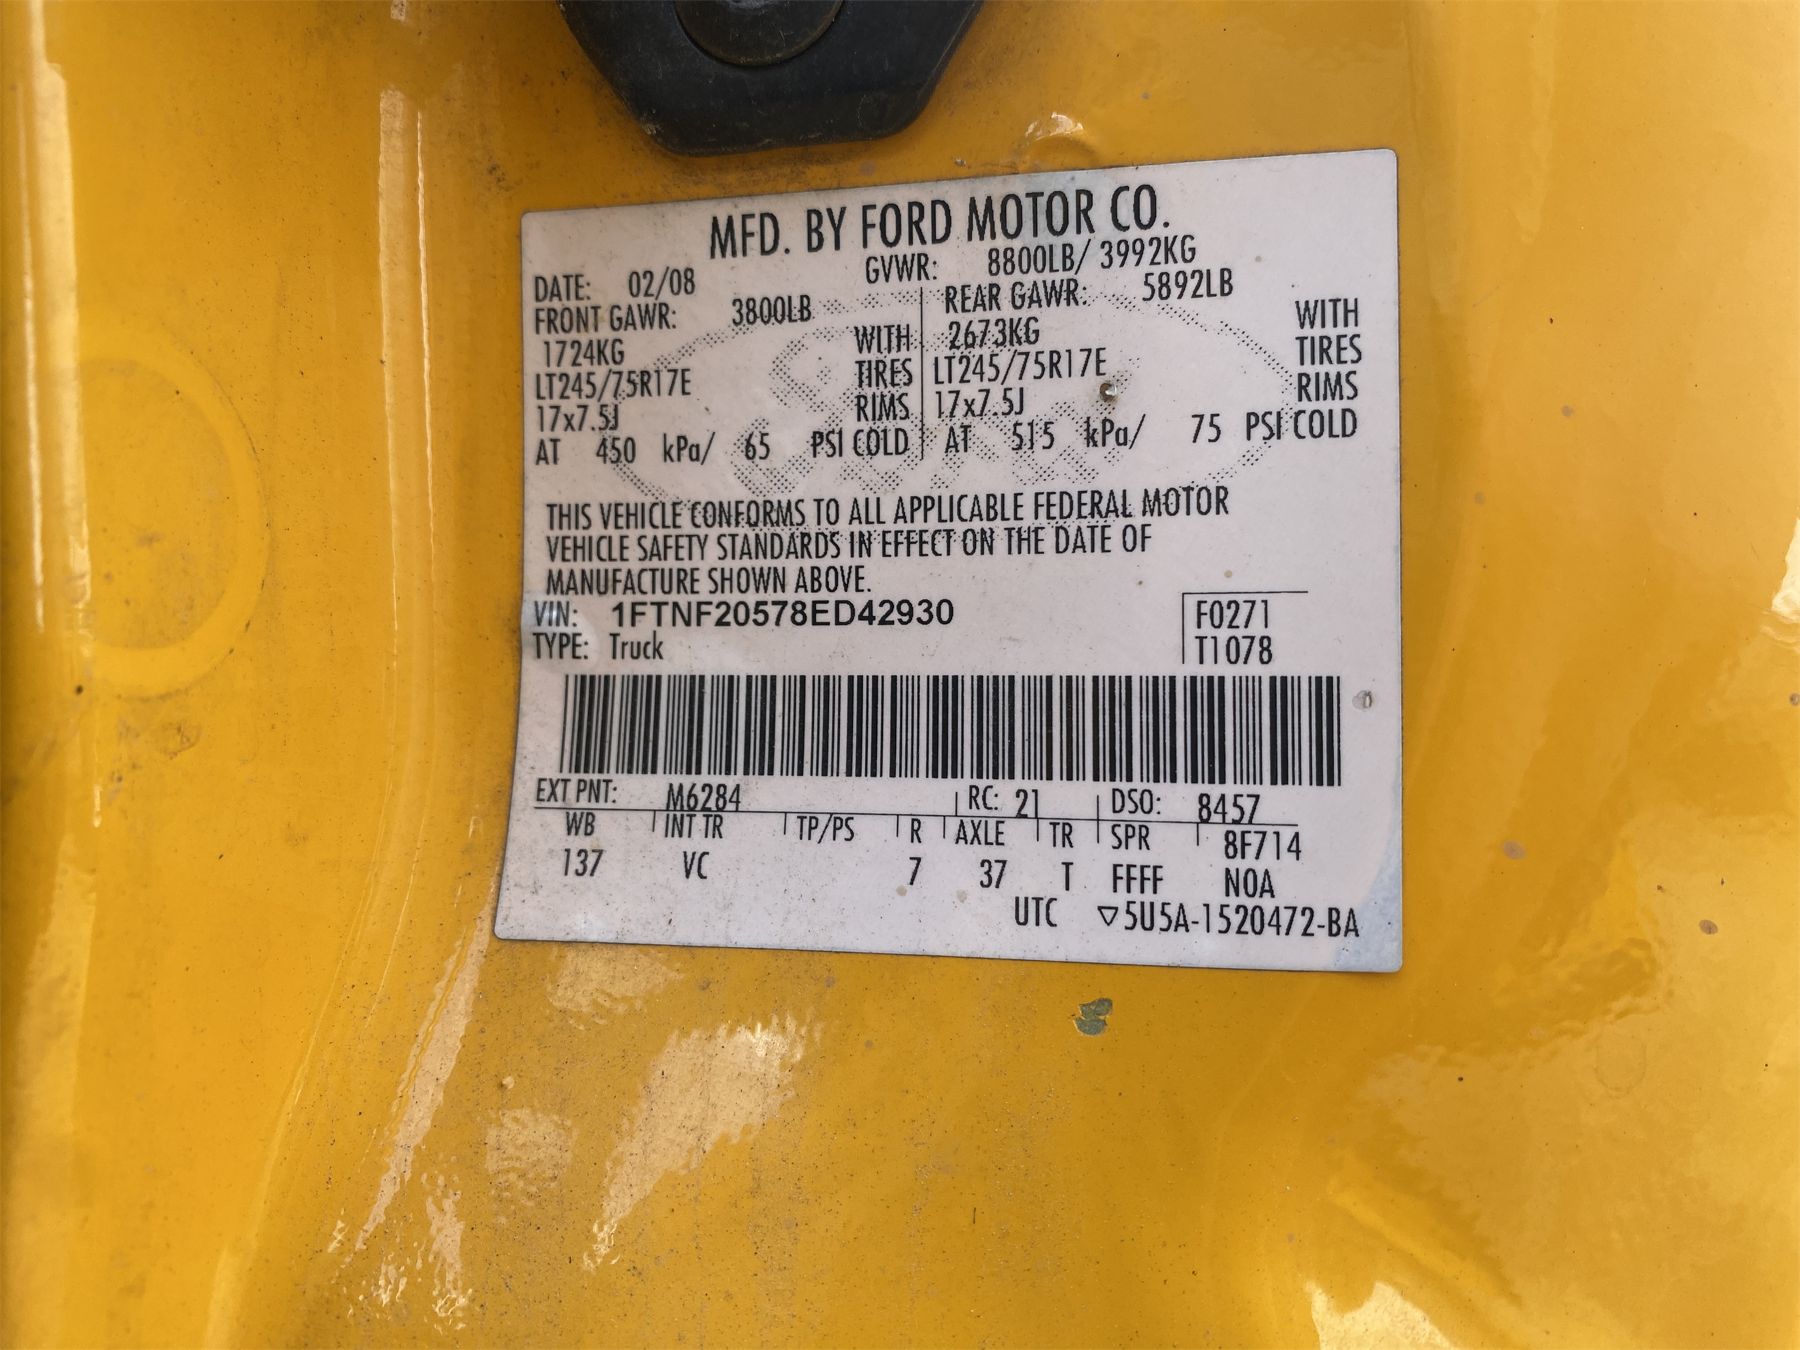 MFD. BY FORD MOTOR CO.
DATE: 02/08 GVWR: 8800LB/ 3992KG
FRONT GAWR: 3800LB REAR GAWR: 5892LB
1724KG WITH 2673KG WITH
LT245/75R17E TIRES LT245/75R17E TIRES
17x7.5J RIMS 17x7.5J RIMS
AT 450 kPa/ 65 PSI COLD AT 515 kPa/ 75 PSI COLD
THIS VEHICLE CONFORMS TO ALL APPLICABLE FEDERAL MOTOR
VEHICLE SAFETY STANDARDS IN EFFECT ON THE DATE OF
MANUFACTURE SHOWN ABOVE.
VIN: 1FTNF20578ED42930 F0271
TYPE: Truck T1078
EXT PNT: M6284 RC: 21 DSO: 8457
WB INT TR TP/PS R AXLE TR SPR 8F714
137 VC 7 37 T FFFF NOA
UTC ▽5U5A-1520472-BA